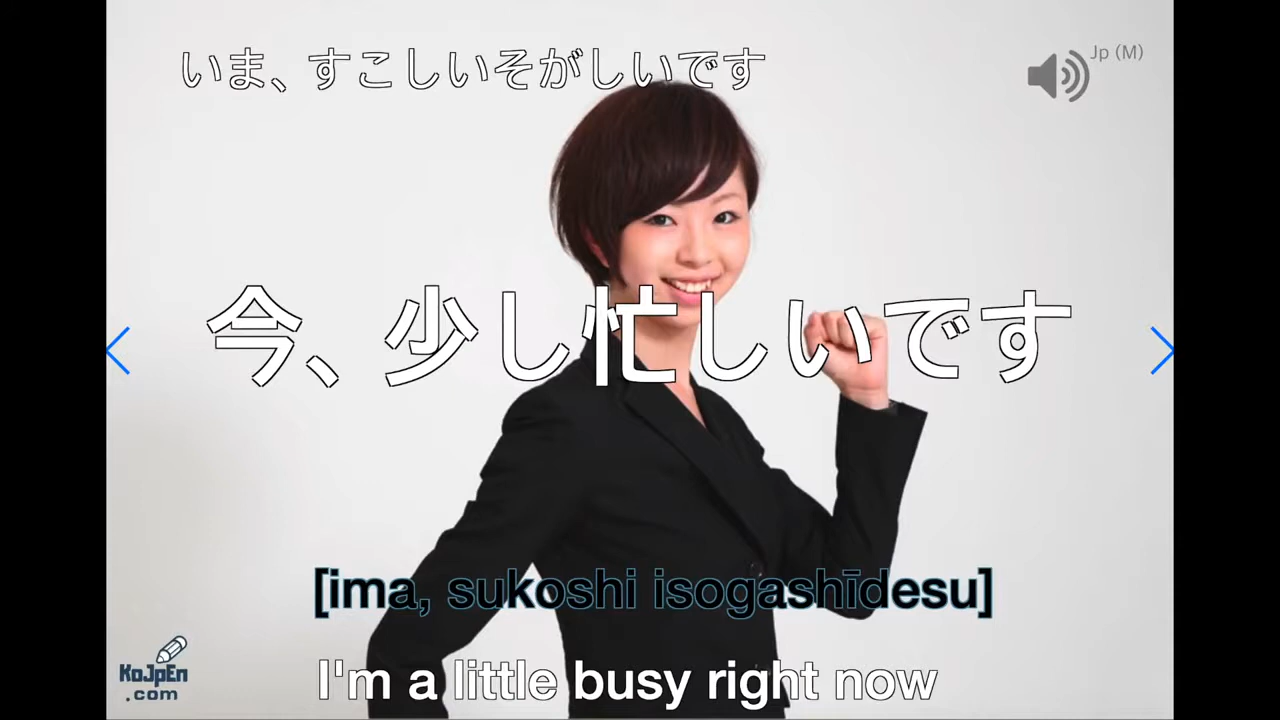 いま、すこしいそがしいです
Jp (M)
今、少し忙しいです
[ima, sukoshi isogashīdesu]
I'm a little busy right now
KoJpEn
.com